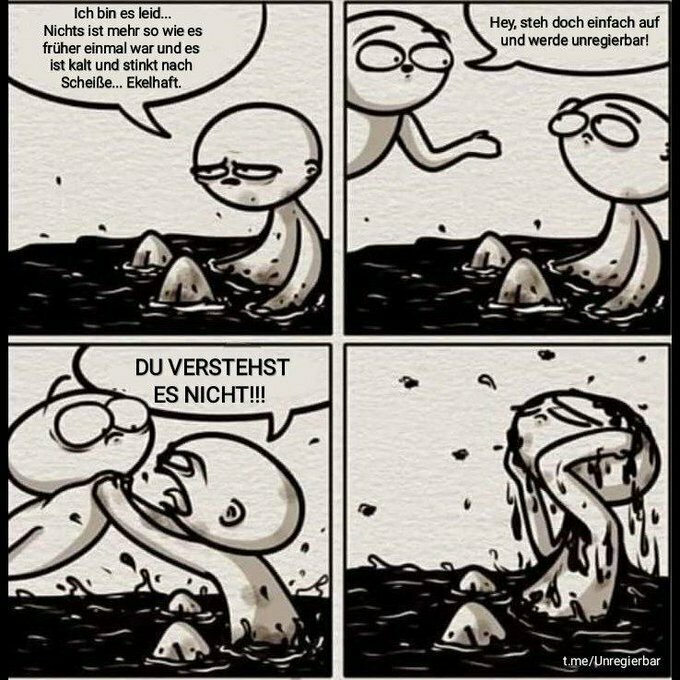 Ich bin es leid...
Nichts ist mehr so wie es
früher einmal war und es
ist kalt und stinkt nach
Scheiße... Ekelhaft.
Hey, steh doch einfach auf
und werde unregierbar!
DU VERSTEHST
ES NICHT!!!
t.me/Unregierbar